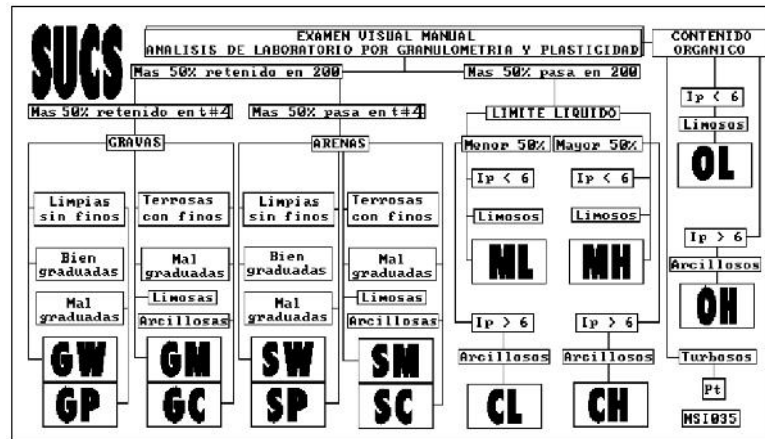 SUCS
EXAMEN VISUAL MANUAL
ANALISIS DE LABORATORIO POR GRANULOMETRIA Y PLASTICIDAD
CONTENIDO
ORGANICO
Mas 50% retenido en 200
Mas 50% pasa en 200
Mas 50% retenido en t#4
Mas 50% pasa en t#4
GRAVAS
ARENAS
LIMITE LIQUIDO
Menor 50%
Mayor 50%
Limpias
sin finos
Terrosas
con finos
Limpias
sin finos
Terrosas
con finos
Bien
graduadas
Mal
graduadas
Bien
graduadas
Mal
graduadas
Mal
graduadas
Limosas
Arcillosas
Mal
graduadas
Limosas
Arcillosas
GW
GP
GM
GC
SW
SP
SM
SC
Ip < 6
Limosos
ML
Ip > 6
Arcillosos
CL
Ip < 6
Limosos
MH
Ip > 6
Arcillosos
CH
Ip < 6
Limosos
OL
Ip > 6
Arcillosos
OH
Turbosos
Pt
MSI035